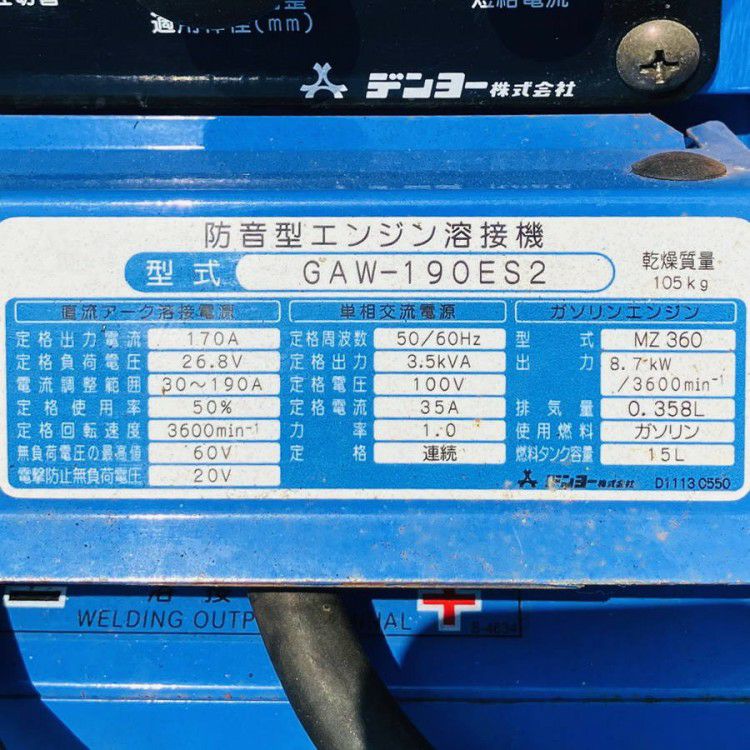 適用棒径(mm)
短絡電流
デンヨー株式会社
防音型エンジン溶接機
型式 GAW-190ES2
乾燥質量
105kg
直流アーク溶接電源
定格出力電流 170A
定格負荷電圧 26.8V
電流調整範囲 30〜190A
定格使用率 50%
定格回転速度 3600min⁻¹
無負荷電圧の最高値 60V
電撃防止無負荷電圧 20V
単相交流電源
定格周波数 50/60Hz
定格出力 3.5kVA
定格電圧 100V
定格電流 35A
力率 1.0
定格 連続
ガソリンエンジン
型式 MZ360
出力 8.7kW
/3600min⁻¹
排気量 0.358L
使用燃料 ガソリン
燃料タンク容量 15L
デンヨー株式会社 D1113C550
溶接
WELDING OUTP NAL
B-4634